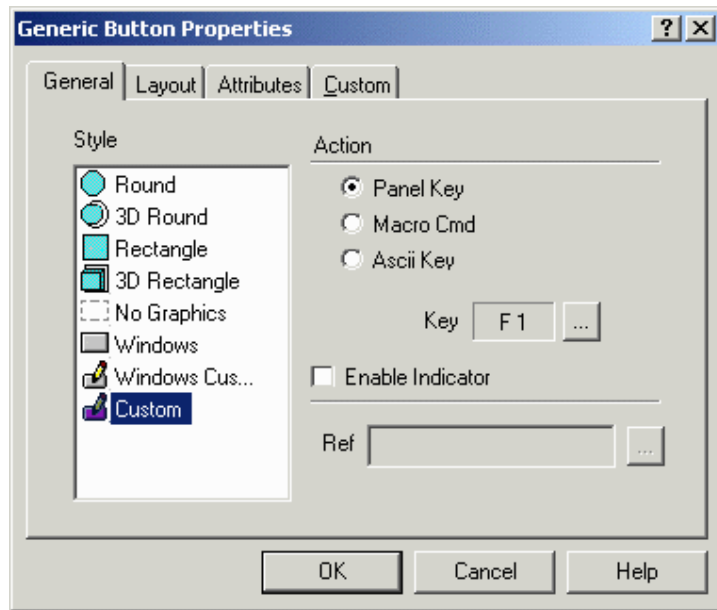 Generic Button Properties
General Layout Attributes Custom
Style
Round
3D Round
Rectangle
3D Rectangle
No Graphics
Windows
Windows Cus...
Custom
Action
Panel Key
Macro Cmd
Ascii Key
Key F 1 ...
Enable Indicator
Ref ...
OK Cancel Help